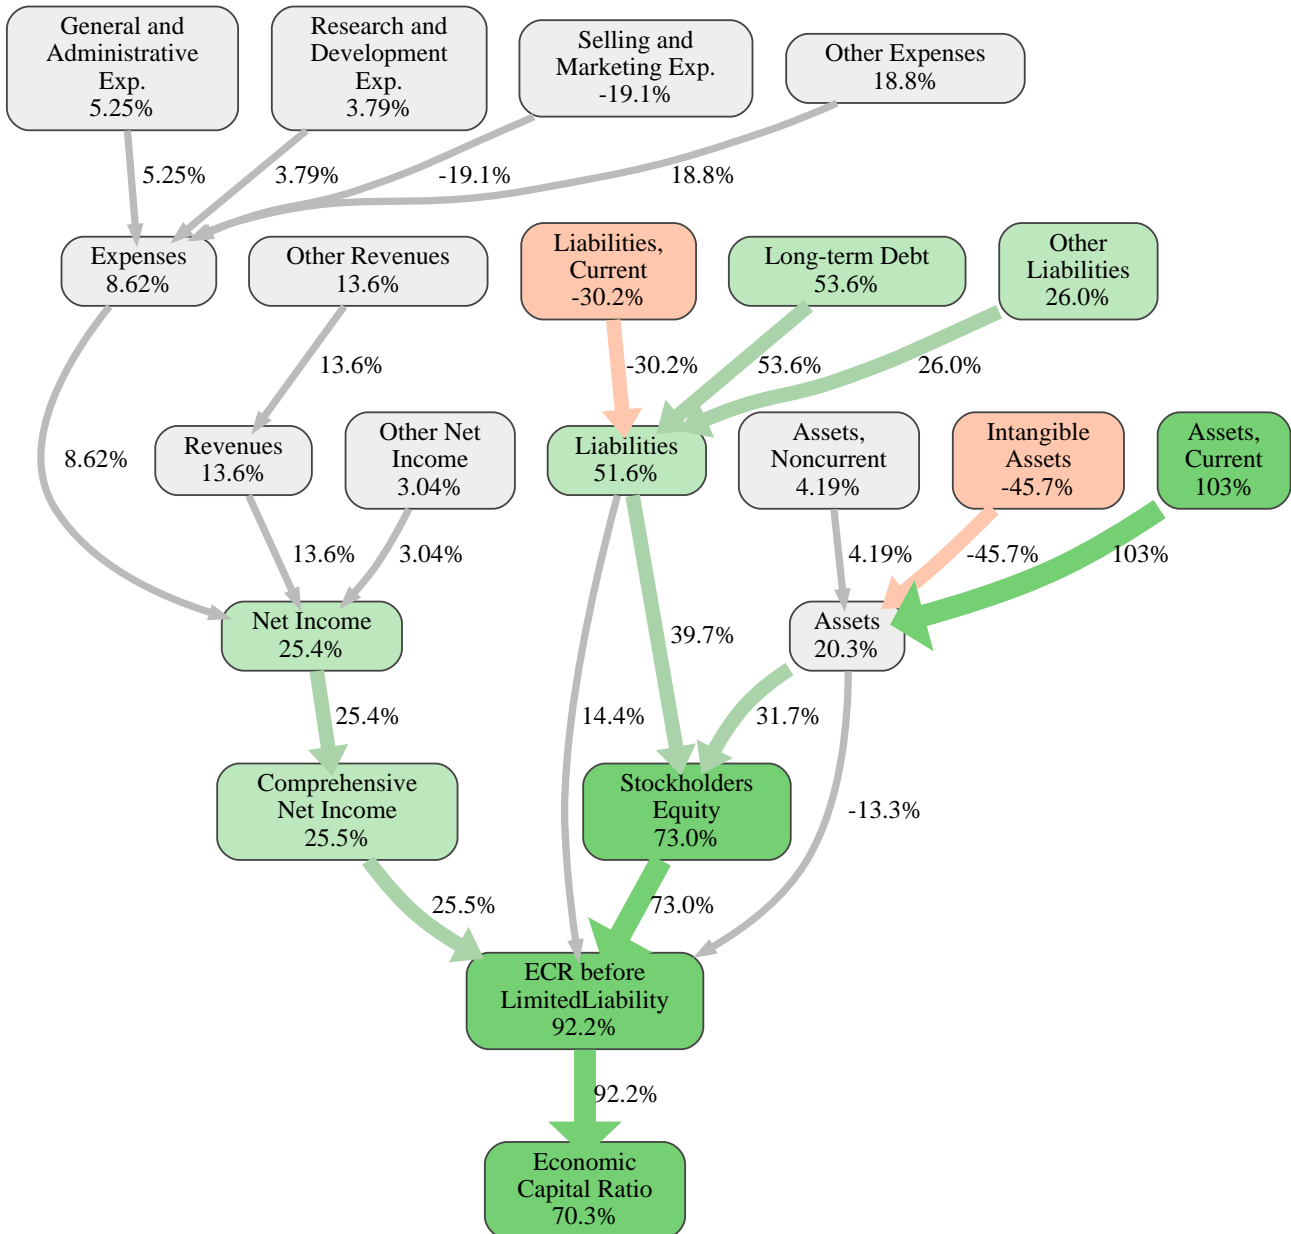 General and
Administrative
Exp.
5.25%
Research and
Development
Exp.
3.79%
Selling and
Marketing Exp.
-19.1%
Other Expenses
18.8%
5.25%
3.79%
-19.1%
18.8%
Expenses
8.62%
Other Revenues
13.6%
Liabilities,
Current
-30.2%
Long-term Debt
53.6%
Other
Liabilities
26.0%
13.6%
-30.2%
53.6%
26.0%
8.62%
Revenues
13.6%
Other Net
Income
3.04%
Liabilities
51.6%
Assets,
Noncurrent
4.19%
Intangible
Assets
-45.7%
Assets,
Current
103%
13.6%
3.04%
4.19%
-45.7%
103%
Net Income
25.4%
39.7%
Assets
20.3%
25.4%
14.4%
31.7%
Comprehensive
Net Income
25.5%
Stockholders
Equity
73.0%
-13.3%
25.5%
73.0%
ECR before
LimitedLiability
92.2%
92.2%
Economic
Capital Ratio
70.3%